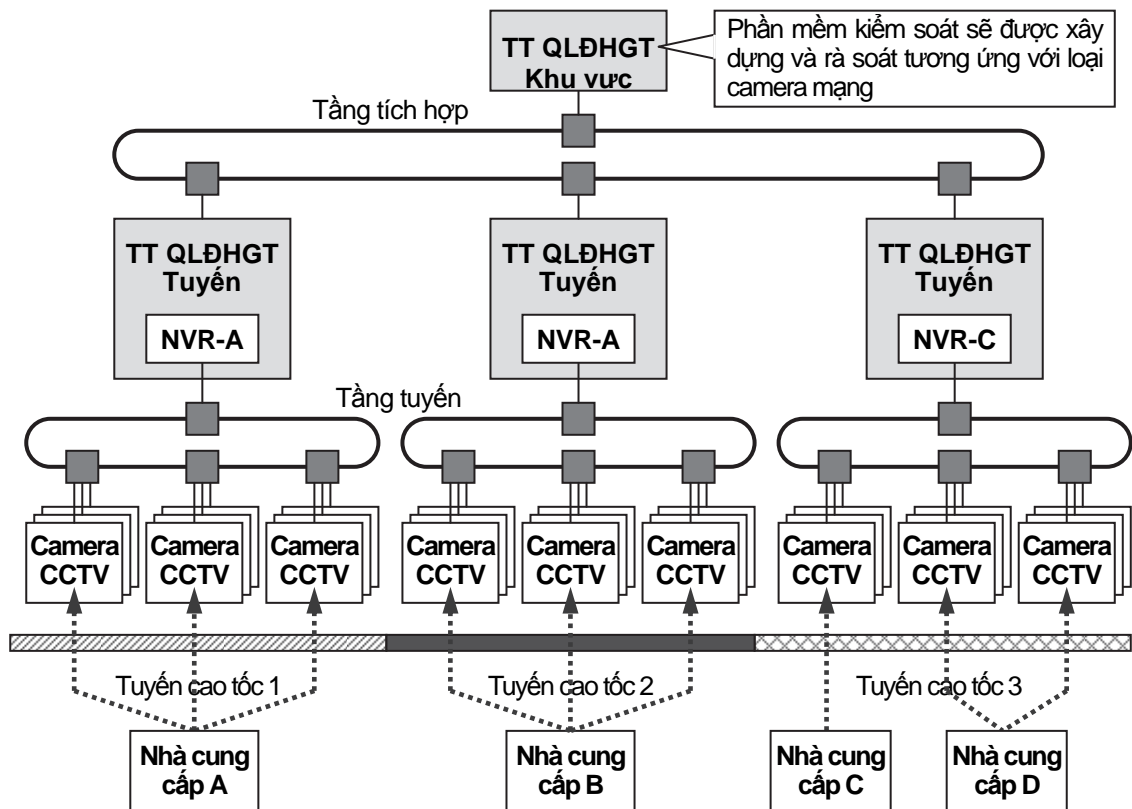 TT QLĐHGT
Khu vưc
Phần mềm kiểm soát sẽ được xây
dựng và rà soát tương ứng với loại
camera mạng
Tầng tích hợp
TT QLĐHGT
Tuyến
NVR-A
TT QLĐHGT
Tuyến
NVR-A
TT QLĐHGT
Tuyến
NVR-C
Tầng tuyến
Camera
CCTV
Camera
CCTV
Camera
CCTV
Camera
CCTV
Camera
CCTV
Camera
CCTV
Camera
CCTV
Camera
CCTV
Camera
CCTV
Tuyến cao tốc 1
Tuyến cao tốc 2
Tuyến cao tốc 3
Nhà cung
cấp A
Nhà cung
cấp B
Nhà cung
cấp C
Nhà cung
cấp D